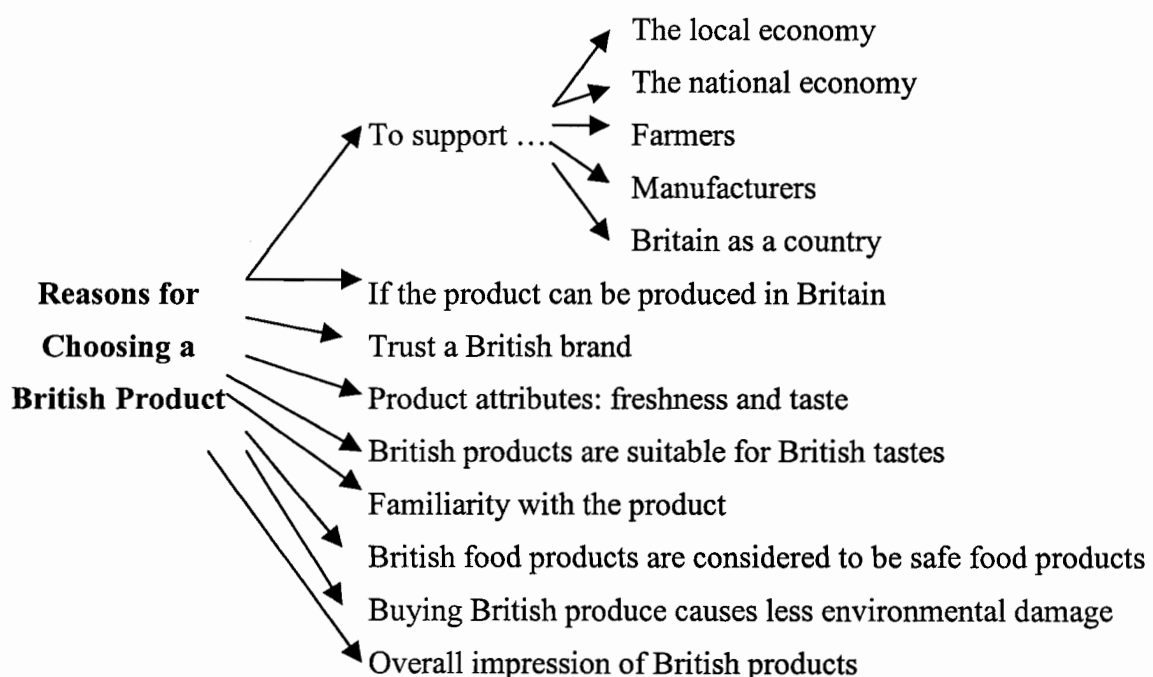 The local economy
The national economy
To support ….
Farmers
Manufacturers
Britain as a country
Reasons for
Choosing a
British Product
If the product can be produced in Britain
Trust a British brand
Product attributes: freshness and taste
British products are suitable for British tastes
Familiarity with the product
British food products are considered to be safe food products
Buying British produce causes less environmental damage
Overall impression of British products